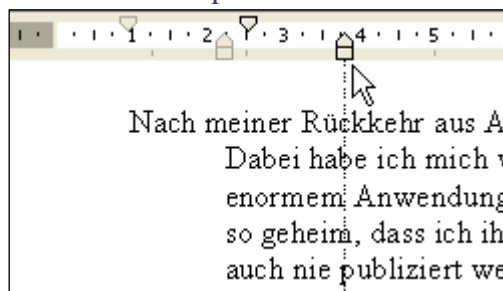 1 2 3 4 5
Nach meiner Rückkehr aus
Dabei habe ich mich
enormem Anwendung
so geheim, dass ich ih
auch nie publiziert we